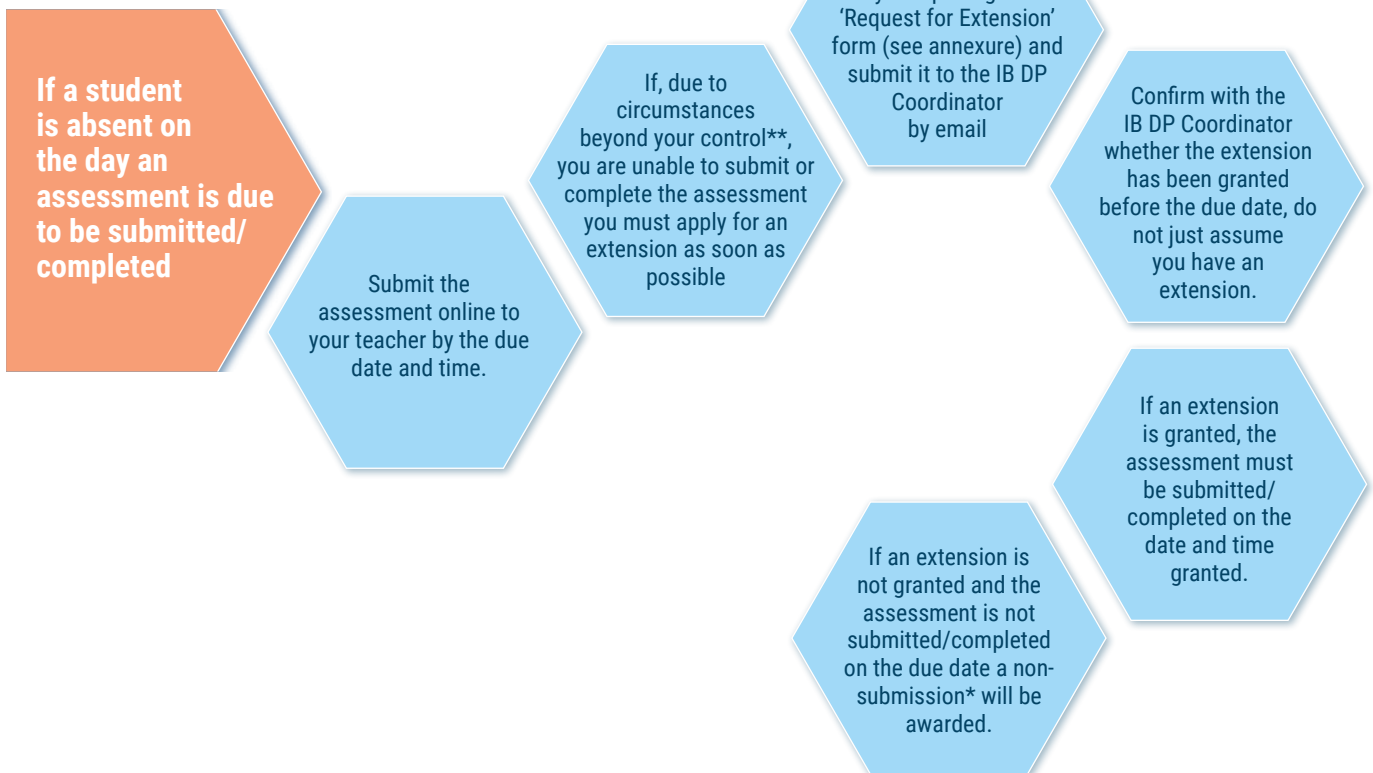 If a student
is absent on
the day an
assessment is due
to be submitted/
completed
Submit the
assessment online to
your teacher by the due
date and time.
If, due to
circumstances
beyond your control**,
you are unable to submit or
complete the assessment
you must apply for an
extension as soon as
possible
‘Request for Extension’
form (see annexure) and
submit it to the IB DP
Coordinator
by email
Confirm with the
IB DP Coordinator
whether the extension
has been granted
before the due date, do
not just assume
you have an
extension.
If an extension
is granted, the
assessment must
be submitted/
completed on the
date and time
granted.
If an extension is
not granted and the
assessment is not
submitted/completed
on the due date a non-
submission* will be
awarded.